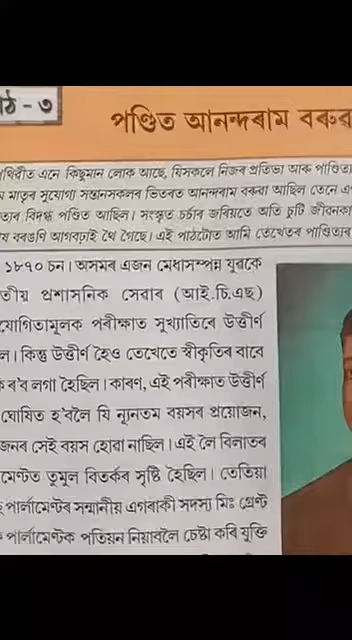 ঠ - ৩
পণ্ডিত আনন্দৰাম বৰুৱ
পৃথিৱীত এনে কিছুমান লোক আছে, যিসকলে নিজৰ প্ৰতিভা আৰু পাণ্ডিত্য
মাতৃৰ সুযোগ্য সন্তানসকলৰ ভিতৰত আনন্দৰাম বৰুৱা আছিল তেনে এ
বিদগ্ধ পণ্ডিত আছিল। সংস্কৃত চৰ্চাৰ জৰিয়তে অতি চুটি জীৱনকা
বৰঙণি আগবঢ়াই থৈ গৈছে। এই পাঠটোত আমি তেখেতৰ পাণ্ডিত্যৰ
১৮৭০ চন। অসমৰ এজন মেধাসম্পন্ন যুৱকে
তীয় প্ৰশাসনিক সেৱাৰ (আই.চি.এছ)
যোগিতামূলক পৰীক্ষাত সুখ্যাতিৰে উত্তীৰ্ণ
ল। কিন্তু উত্তীৰ্ণ হৈও তেখেতে স্বীকৃতিৰ বাবে
ৰ'ব লগা হৈছিল। কাৰণ, এই পৰীক্ষাত উত্তীৰ্ণ
ঘোষিত হ'বলৈ যি ন্যূনতম বয়সৰ প্ৰয়োজন,
জনৰ সেই বয়স হোৱা নাছিল। এই লৈ বিলাতৰ
মেণ্টত তুমুল বিতৰ্কৰ সৃষ্টি হৈছিল। তেতিয়া
পাৰ্লামেণ্টৰ সন্মানীয় এগৰাকী সদস্য মিঃ গ্ৰেণ্ট
পাৰ্লামেণ্টক পতিয়ন নিয়াবলৈ চেষ্টা কৰি যুক্তি